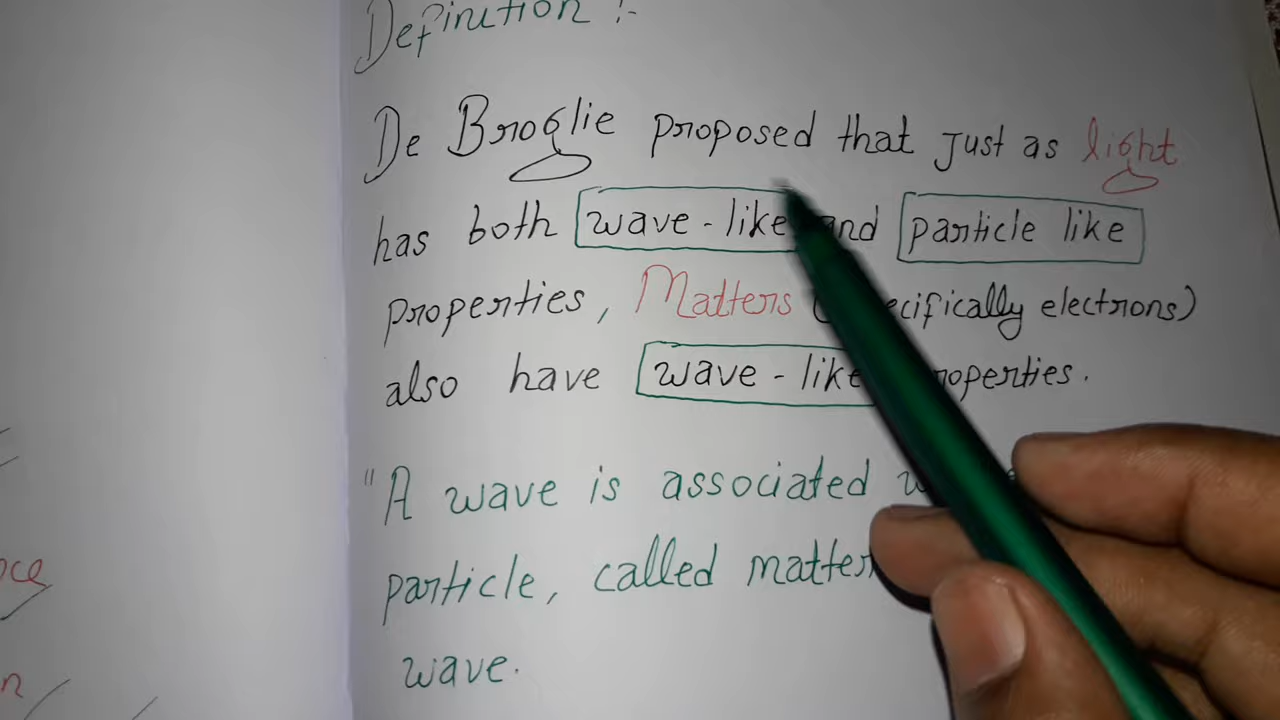 Definition :-
De Broglie proposed that just as light
has both wave-like and particle like
properties, Matters (specifically electrons)
also have wave-like properties.
"A wave is associated
particle, called matter
wave.
oce
n